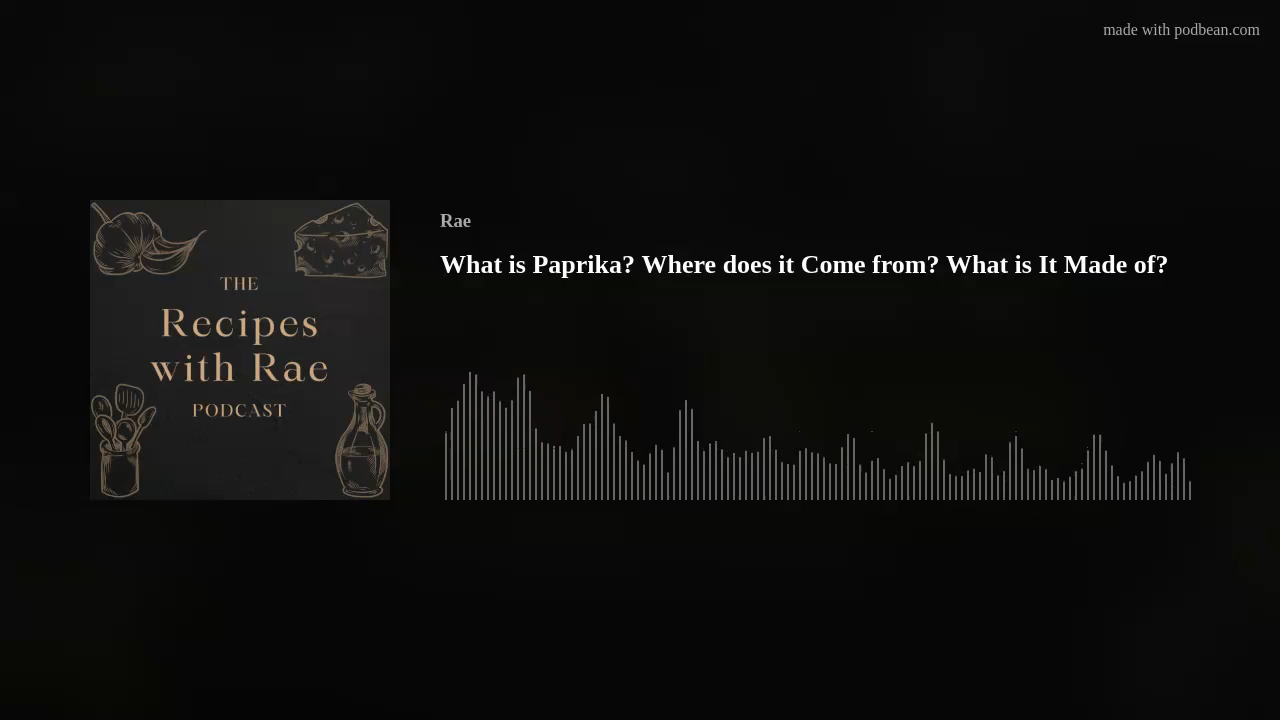 made with podbean.com
THE
Recipes
with Rae
PODCAST
Rae
What is Paprika? Where does it Come from? What is It Made of?